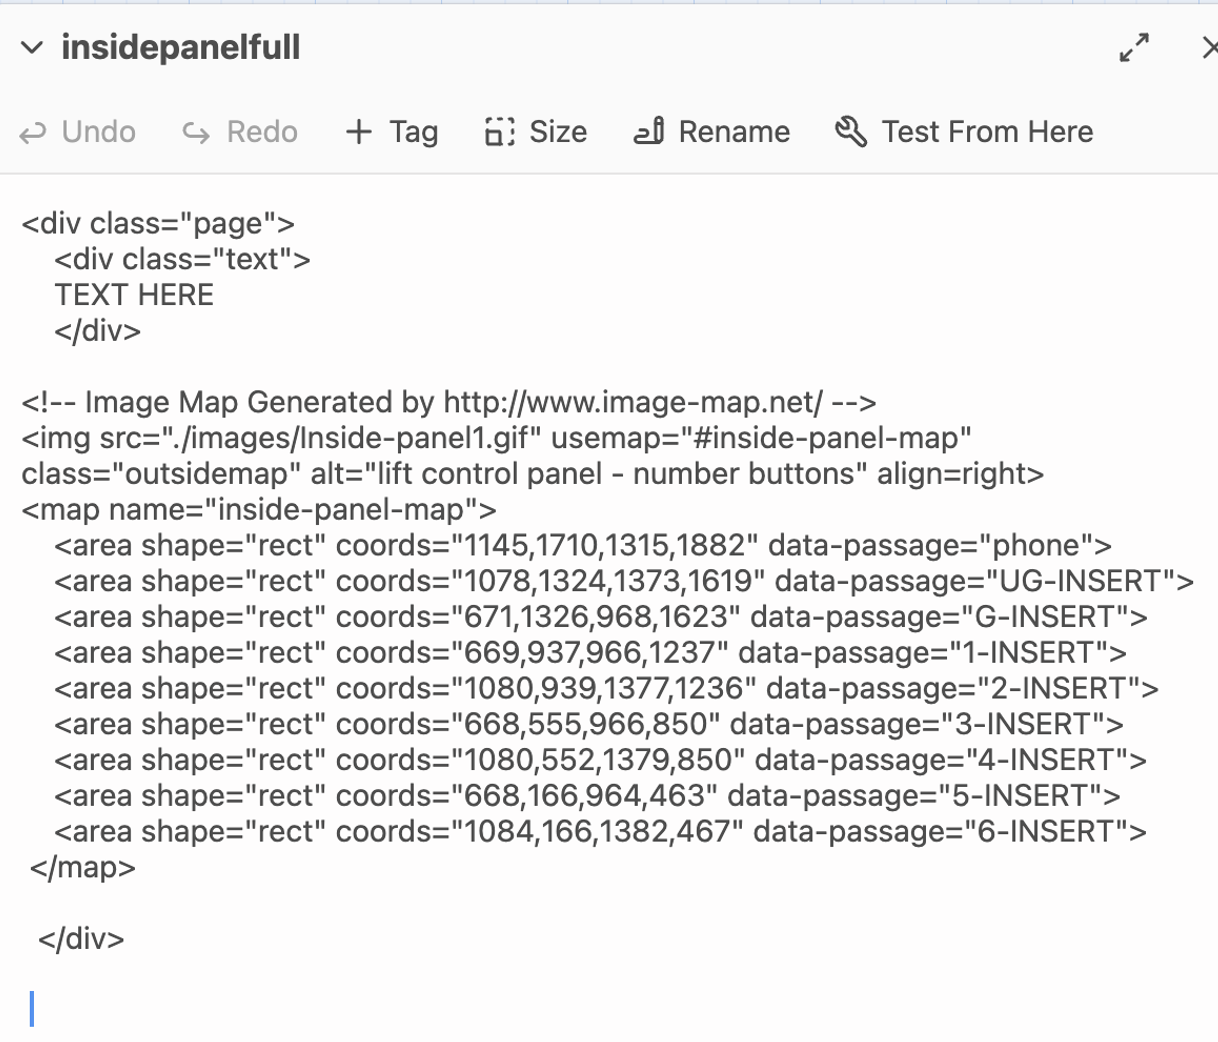 insidepanelfull
Undo Redo Tag Size Rename Test From Here
<div class="page">
<div class="text">
TEXT HERE
</div>
<!-- Image Map Generated by http://www.image-map.net/ -->
<img src="./images/Inside-panel1.gif" usemap="#inside-panel-map"
class="outsidemap" alt="lift control panel - number buttons" align=right>
<map name="inside-panel-map">
<area shape="rect" coords="1145,1710,1315,1882" data-passage="phone">
<area shape="rect" coords="1078,1324,1373,1619" data-passage="UG-INSERT">
<area shape="rect" coords="671,1326,968,1623" data-passage="G-INSERT">
<area shape="rect" coords="669,937,966,1237" data-passage="1-INSERT">
<area shape="rect" coords="1080,939,1377,1236" data-passage="2-INSERT">
<area shape="rect" coords="668,555,966,850" data-passage="3-INSERT">
<area shape="rect" coords="1080,552,1379,850" data-passage="4-INSERT">
<area shape="rect" coords="668,166,964,463" data-passage="5-INSERT">
<area shape="rect" coords="1084,166,1382,467" data-passage="6-INSERT">
</map>
</div>